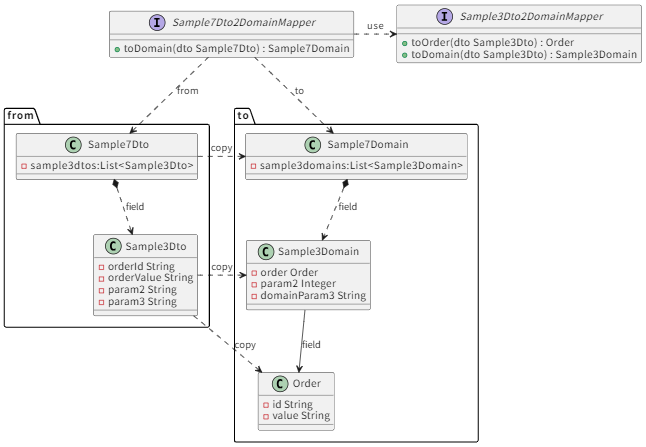 I Sample7Dto2DomainMapper
toDomain(dto Sample7Dto) : Sample7Domain
use
I Sample3Dto2DomainMapper
toOrder(dto Sample3Dto) : Order
toDomain(dto Sample3Dto) : Sample3Domain
from
to
from
C Sample7Dto
sample3dtos:List<Sample3Dto>
copy
to
C Sample7Domain
sample3domains:List<Sample3Domain>
field
field
C Sample3Dto
orderId String
orderValue String
param2 String
param3 String
copy
C Sample3Domain
order Order
param2 Integer
domainParam3 String
copy
field
C Order
id String
value String